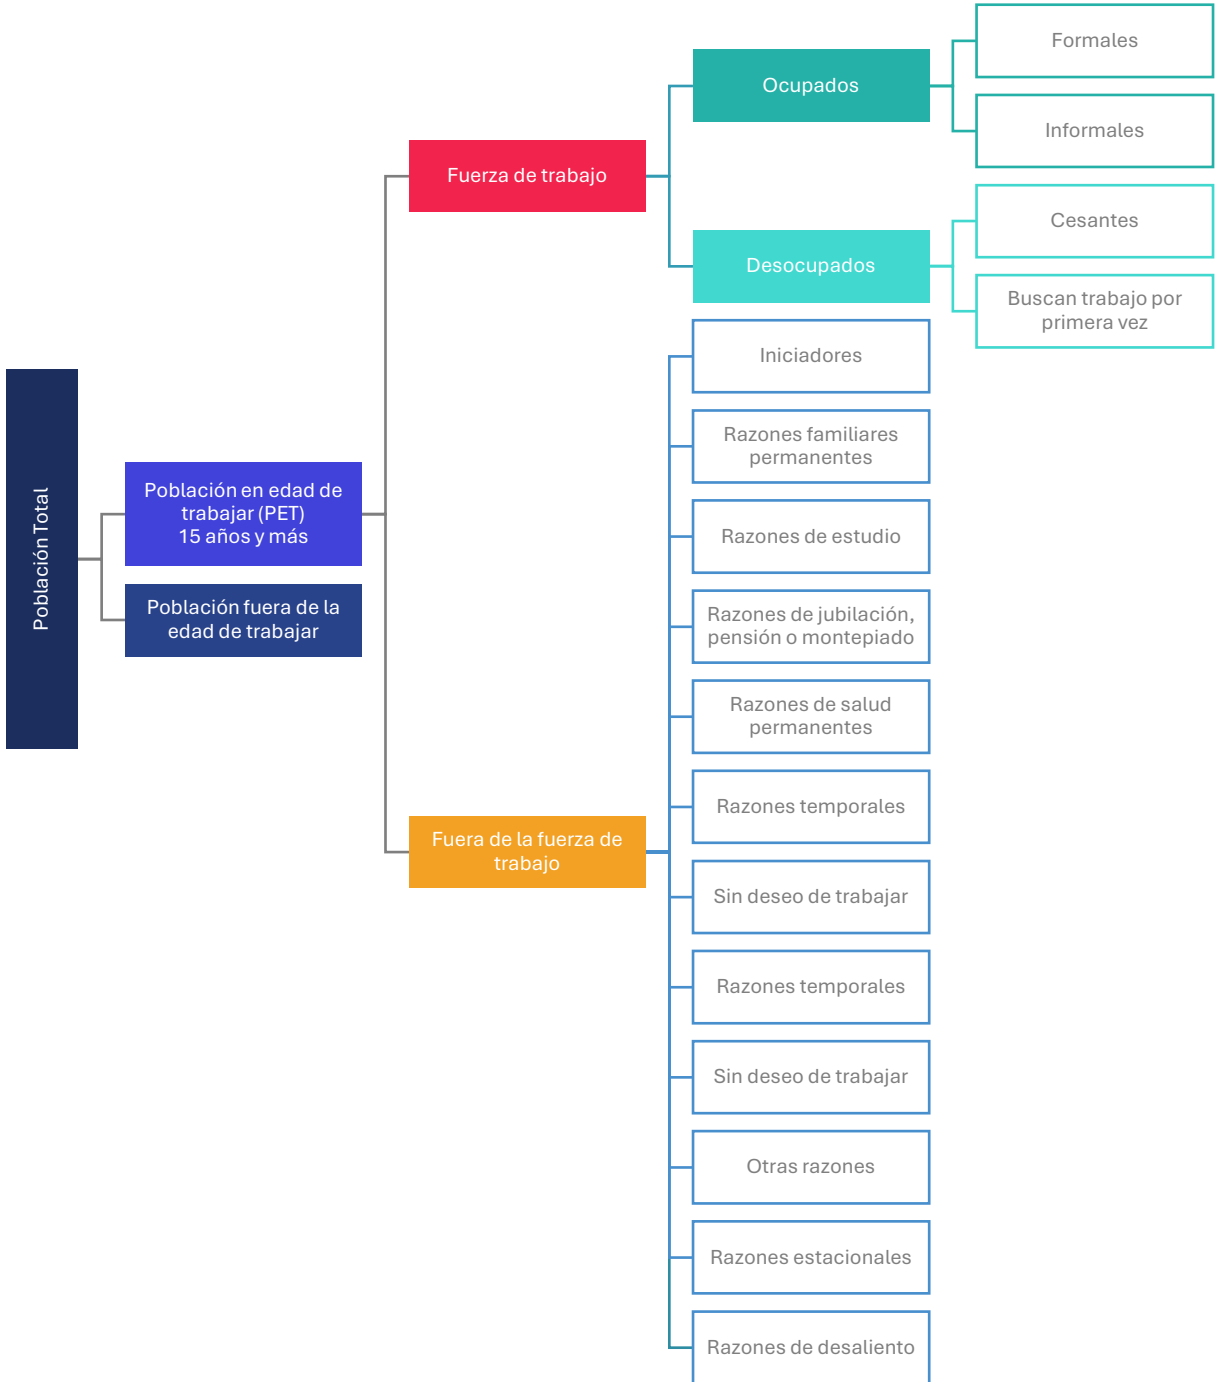 Población Total
Población en edad de
trabajar (PET)
15 años y más
Población fuera de la
edad de trabajar
Fuerza de trabajo
Ocupados
Formales
Informales
Desocupados
Cesantes
Buscan trabajo por
primera vez
Fuera de la fuerza de
trabajo
Iniciadores
Razones familiares
permanentes
Razones de estudio
Razones de jubilación,
pensión o montepiado
Razones de salud
permanentes
Razones temporales
Sin deseo de trabajar
Razones temporales
Sin deseo de trabajar
Otras razones
Razones estacionales
Razones de desaliento